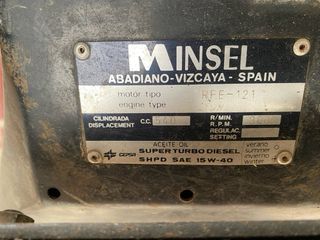 MINSEL
ABADIANO-VIZCAYA - SPAIN
motor tipo
engine type
CILINDRADA
DISPLACEMENT
C.C. 540
R/MIN.
R.P.M.
REGULAC.
SETTING
ACEITE OIL
CEPSA
SUPER TURBO DIESEL
SHPD SAE 15W-40
verano
summer
invierno
winter